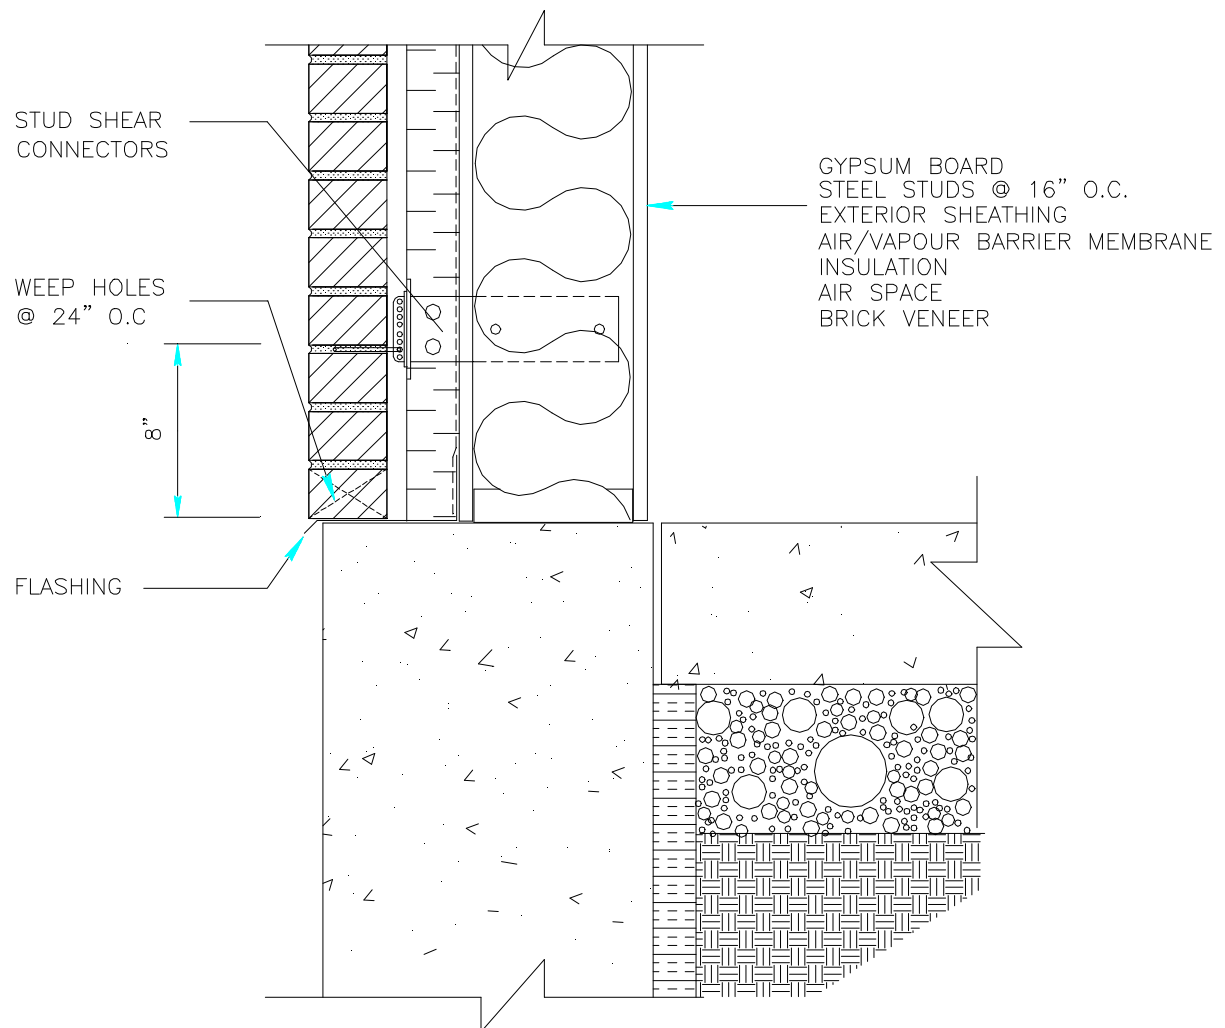 STUD SHEAR
CONNECTORS
WEEP HOLES
@ 24” O.C
8”
FLASHING
GYPSUM BOARD
STEEL STUDS @ 16” O.C.
EXTERIOR SHEATHING
AIR/VAPOUR BARRIER MEMBRANE
INSULATION
AIR SPACE
BRICK VENEER